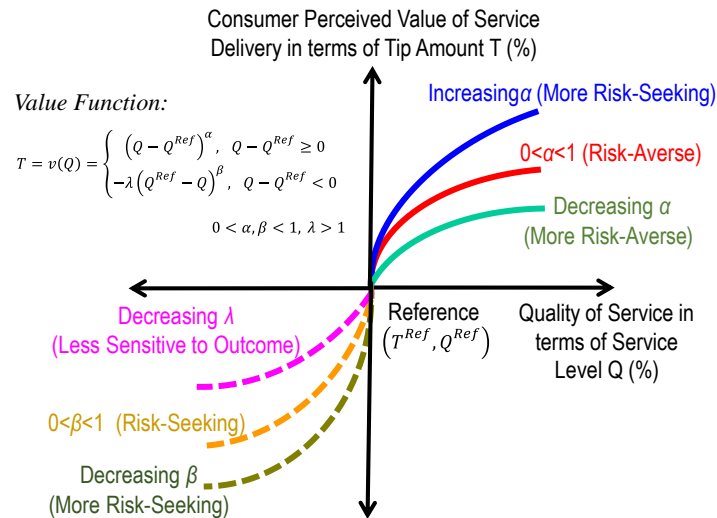 Consumer Perceived Value of Service
Delivery in terms of Tip Amount T (%)
Value Function:
T = v(Q) = { (Q − Q^Ref)^α, Q − Q^Ref ≥ 0
−λ(Q^Ref − Q)^β, Q − Q^Ref < 0
0 < α, β < 1, λ > 1
Increasingα (More Risk-Seeking)
0<α<1 (Risk-Averse)
Decreasing α
(More Risk-Averse)
Decreasing λ
(Less Sensitive to Outcome)
Reference
(T^Ref, Q^Ref)
Quality of Service in
terms of Service
Level Q (%)
0<β<1 (Risk-Seeking)
Decreasing β
(More Risk-Seeking)